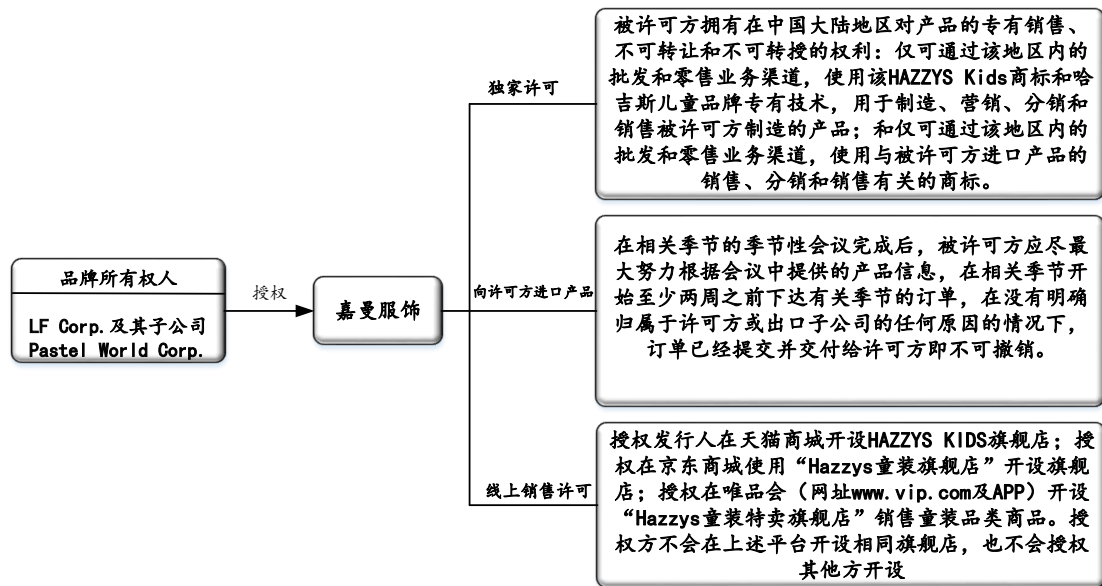 品牌所有权人
LF Corp.及其子公司
Pastel World Corp.
授权
嘉曼服饰
独家许可
被许可方拥有在中国大陆地区对产品的专有销售、
不可转让和不可转授的权利：仅可通过该地区内的
批发和零售业务渠道，使用该HAZZYS Kids商标和哈
吉斯儿童品牌专有技术，用于制造、营销、分销和
销售被许可方制造的产品；和仅可通过该地区内的
批发和零售业务渠道，使用与被许可方进口产品的
销售、分销和销售有关的商标。
向许可方进口产品
在相关季节的季节性会议完成后，被许可方应尽最
大努力根据会议中提供的产品信息，在相关季节开
始至少两周之前下达有关季节的订单，在没有明确
归属于许可方或出口子公司的任何原因的情况下，
订单已经提交并交付给许可方即不可撤销。
线上销售许可
授权发行人在天猫商城开设HAZZYS KIDS旗舰店；授
权在京东商城使用“Hazzys童装旗舰店”开设旗舰
店；授权在唯品会（网址www.vip.com及APP）开设
“Hazzys童装特卖旗舰店”销售童装品类商品。授
权方不会在上述平台开设相同旗舰店，也不会授权
其他方开设